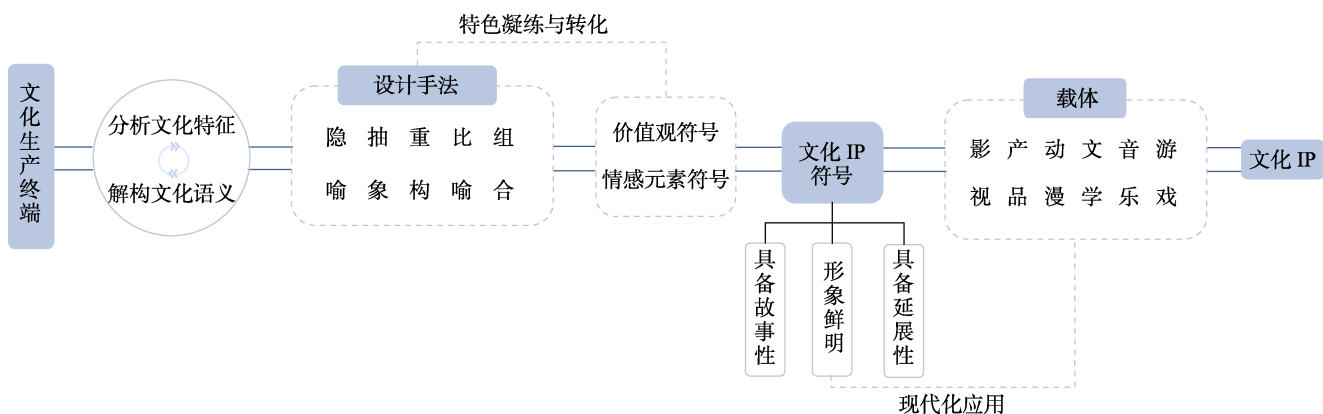 特色凝练与转化
文化生产终端
分析文化特征
解构文化语义
设计手法
隐喻
抽象
重构
比喻
组合
价值观符号
情感元素符号
文化 IP
符号
具备故事性
形象鲜明
具备延展性
载体
影视
产品
动漫
文学
音乐
游戏
文化 IP
现代化应用